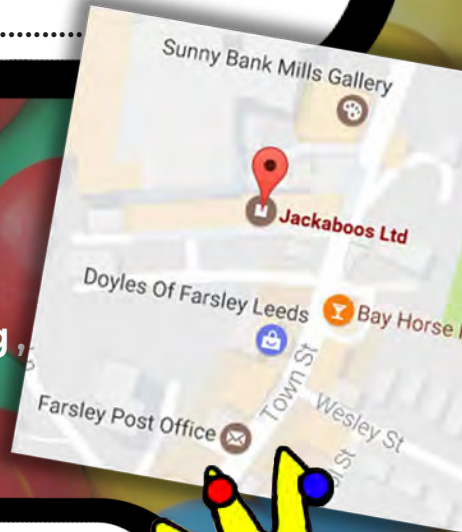 Sunny Bank Mills Gallery
Jackaboos Ltd
Doyles Of Farsley Leeds
Bay Horse
Town St
Wesley St
Farsley Post Office